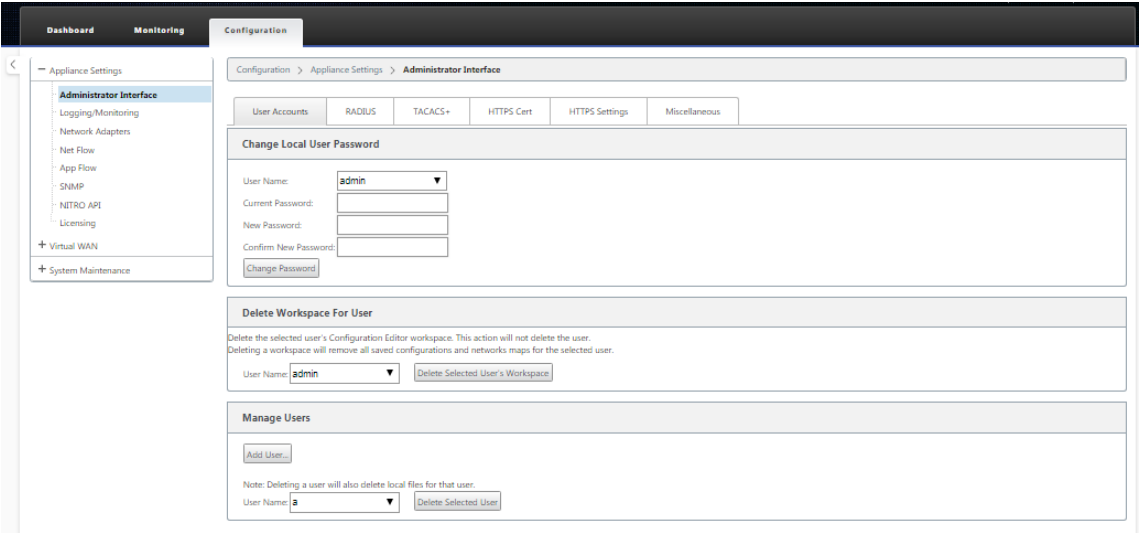 Dashboard Monitoring Configuration
Appliance Settings
Administrator Interface
Logging/Monitoring
Network Adapters
Net Flow
App Flow
SNMP
NITRO API
Licensing
Virtual WAN
System Maintenance
Configuration > Appliance Settings > Administrator Interface
User Accounts RADIUS TACACS+ HTTPS Cert HTTPS Settings Miscellaneous
Change Local User Password
User Name: admin
Current Password:
New Password:
Confirm New Password:
Change Password
Delete Workspace For User
Delete the selected user's Configuration Editor workspace. This action will not delete the user.
Deleting a workspace will remove all saved configurations and networks maps for the selected user.
User Name: admin Delete Selected User's Workspace
Manage Users
Add User...
Note: Deleting a user will also delete local files for that user.
User Name: a Delete Selected User